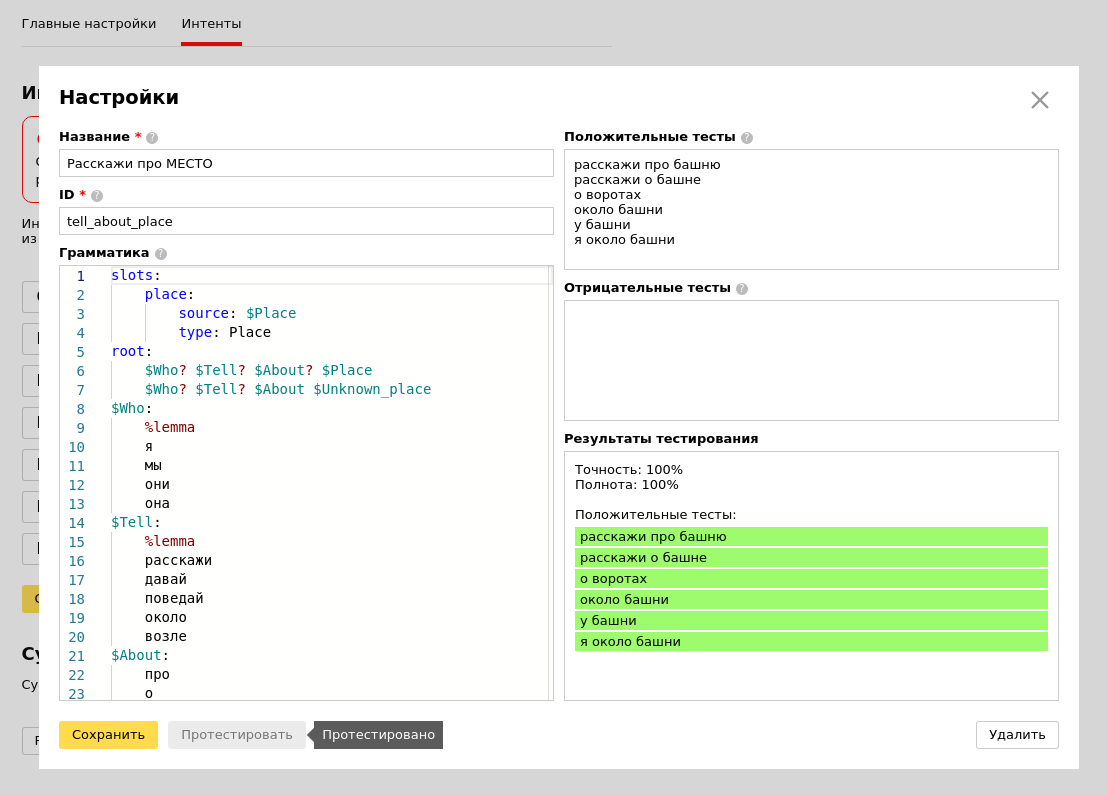 Главные настройки Интенты
Настройки
Название * ?
Расскажи про МЕСТО
ID * ?
tell_about_place
Грамматика ?
1 slots:
2 place:
3 source: $Place
4 type: Place
5 root:
6 $Who? $Tell? $About? $Place
7 $Who? $Tell? $About $Unknown_place
8 $Who:
9 %lemma
10 я
11 мы
12 они
13 она
14 $Tell:
15 %lemma
16 расскажи
17 давай
18 поведай
19 около
20 возле
21 $About:
22 про
23 о
Положительные тесты ?
расскажи про башню
расскажи о башне
о воротах
около башни
у башни
я около башни
Отрицательные тесты ?
Результаты тестирования
Точность: 100%
Полнота: 100%
Положительные тесты:
расскажи про башню
расскажи о башне
о воротах
около башни
у башни
я около башни
Сохранить Протестировать Протестировано Удалить